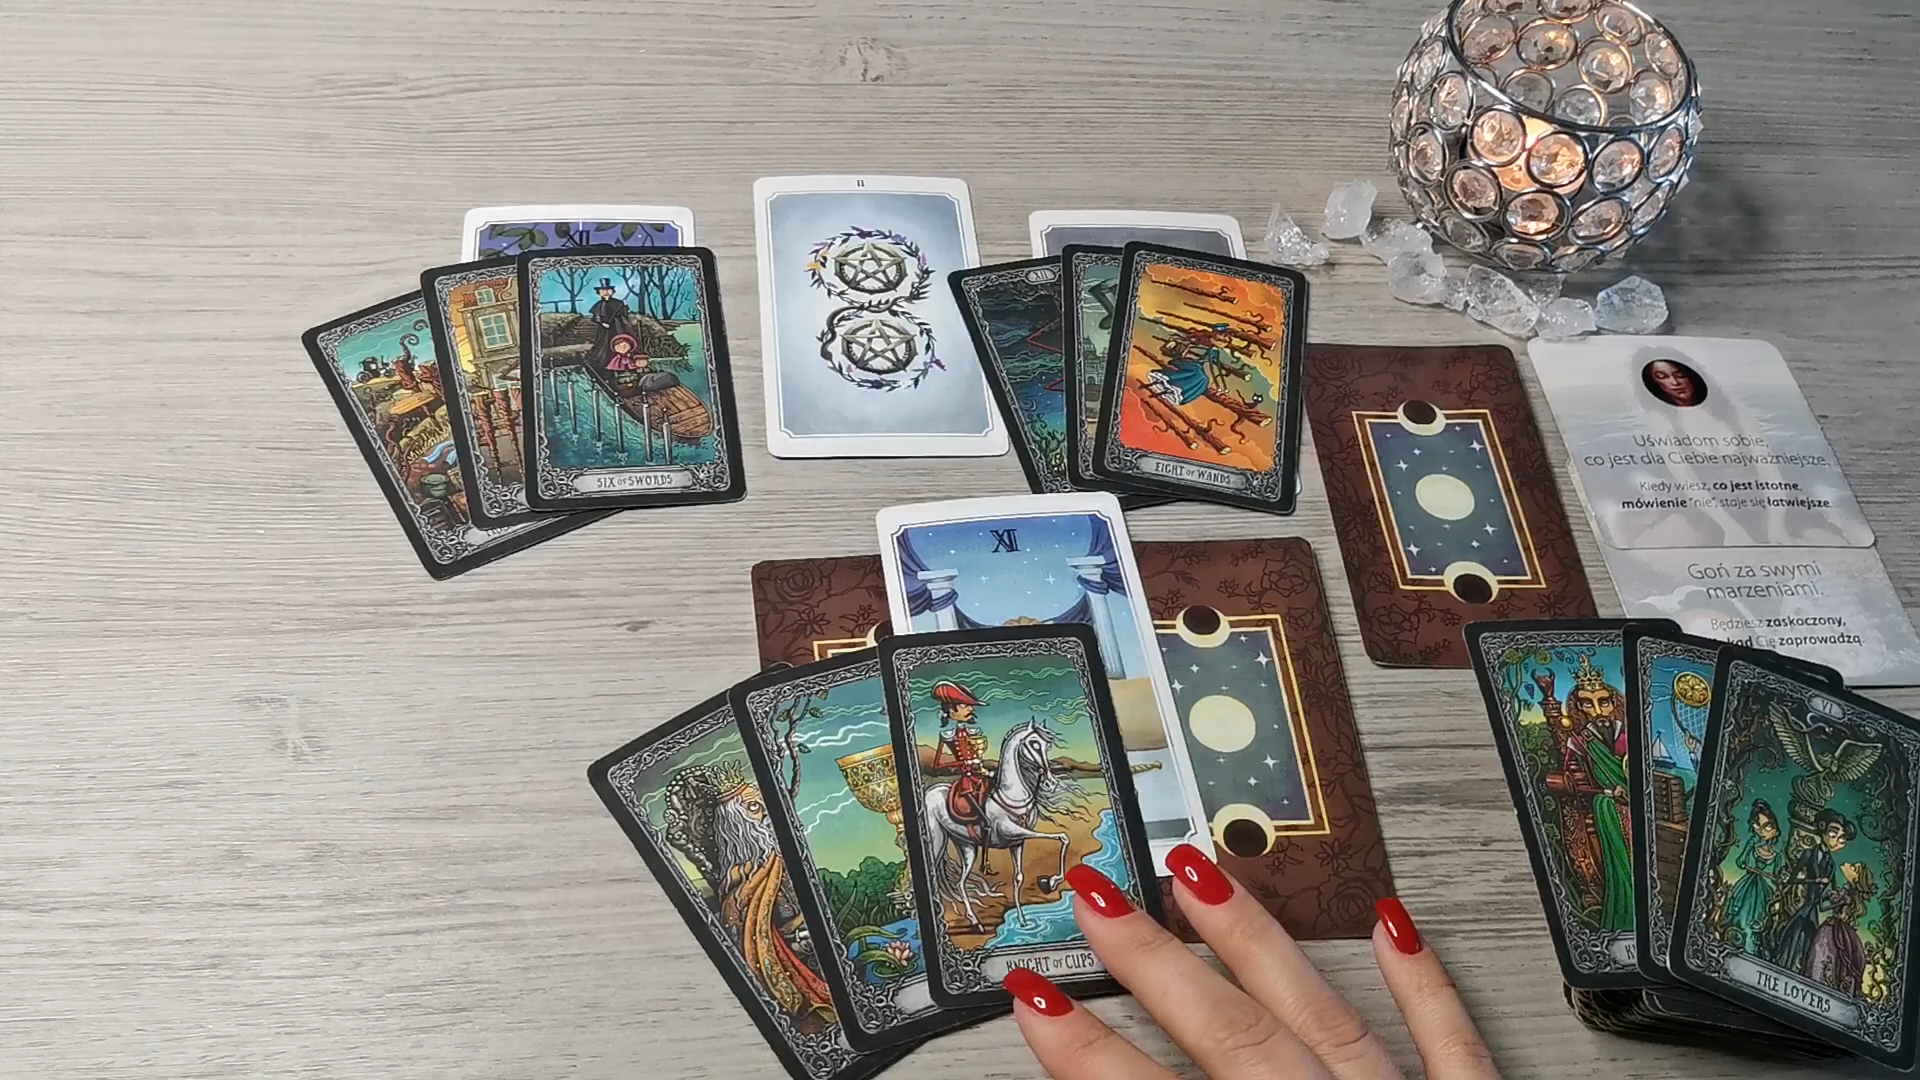 II
XII
SIX OF SWORDS
XII
EIGHT OF WANDS
Uświadom sobie,
co jest dla Ciebie najważniejsze.
Kiedy wiesz, co jest istotne,
mówienie "nie", staje się łatwiejsze.
Goń za swymi
marzeniami.
Będziesz zaskoczony,
Cię zaprowadzą
XI
KNIGHT OF CUPS
VI
THE LOVERS